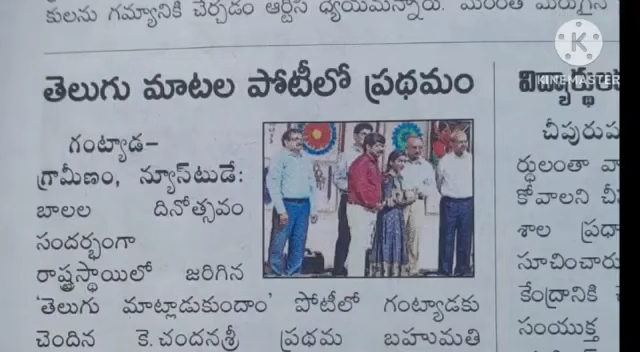 కులను గమ్యానికి చేర్చడం ఆర్టీసీ ధ్యేయమన్నారు.
తెలుగు మాటల పోటీలో ప్రథమం
గంట్యాడ–
గ్రామీణం, న్యూస్‌టుడే:
బాలల దినోత్సవం
సందర్భంగా
రాష్ట్రస్థాయిలో జరిగిన
'తెలుగు మాట్లాడుకుందాం' పోటీలో గంట్యాడకు
చెందిన కె.చందనశ్రీ ప్రథమ బహుమతి
చీపురుప
ర్థులంతా వా
కోవాలని చీ
శాల ప్రధా
సూచించారు
కేంద్రానికి
సంయుక్త
KINEMASTER